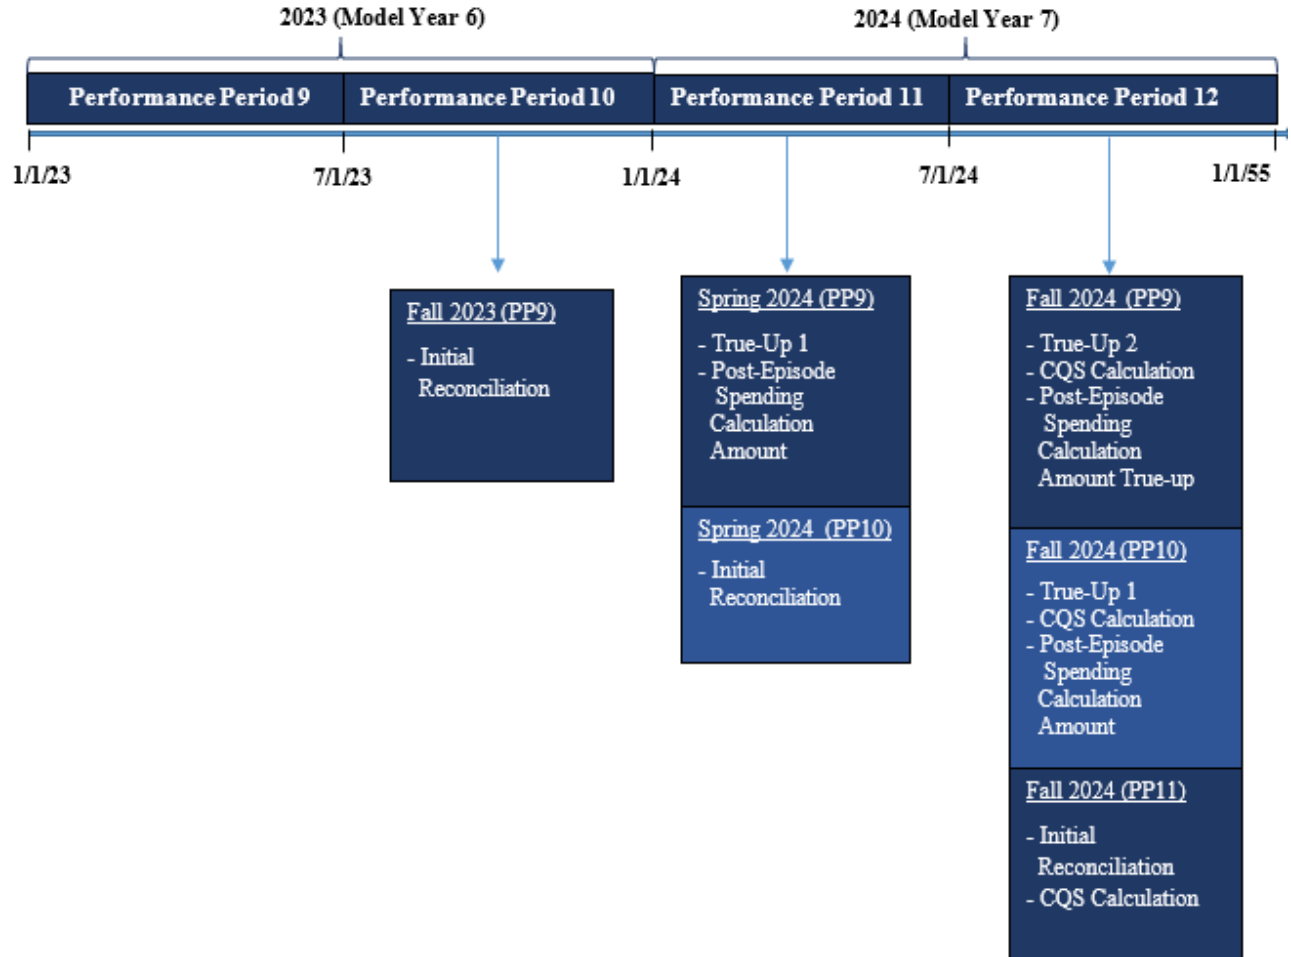 2023 (Model Year 6)
2024 (Model Year 7)
Performance Period 9
Performance Period 10
Performance Period 11
Performance Period 12
1/1/23
7/1/23
1/1/24
7/1/24
1/1/55
Fall 2023 (PP9)
- Initial
Reconciliation
Spring 2024 (PP9)
- True-Up 1
- Post-Episode
Spending
Calculation
Amount
Spring 2024 (PP10)
- Initial
Reconciliation
Fall 2024 (PP9)
- True-Up 2
- CQS Calculation
- Post-Episode
Spending
Calculation
Amount True-up
Fall 2024 (PP10)
- True-Up 1
- CQS Calculation
- Post-Episode
Spending
Calculation
Amount
Fall 2024 (PP11)
- Initial
Reconciliation
- CQS Calculation